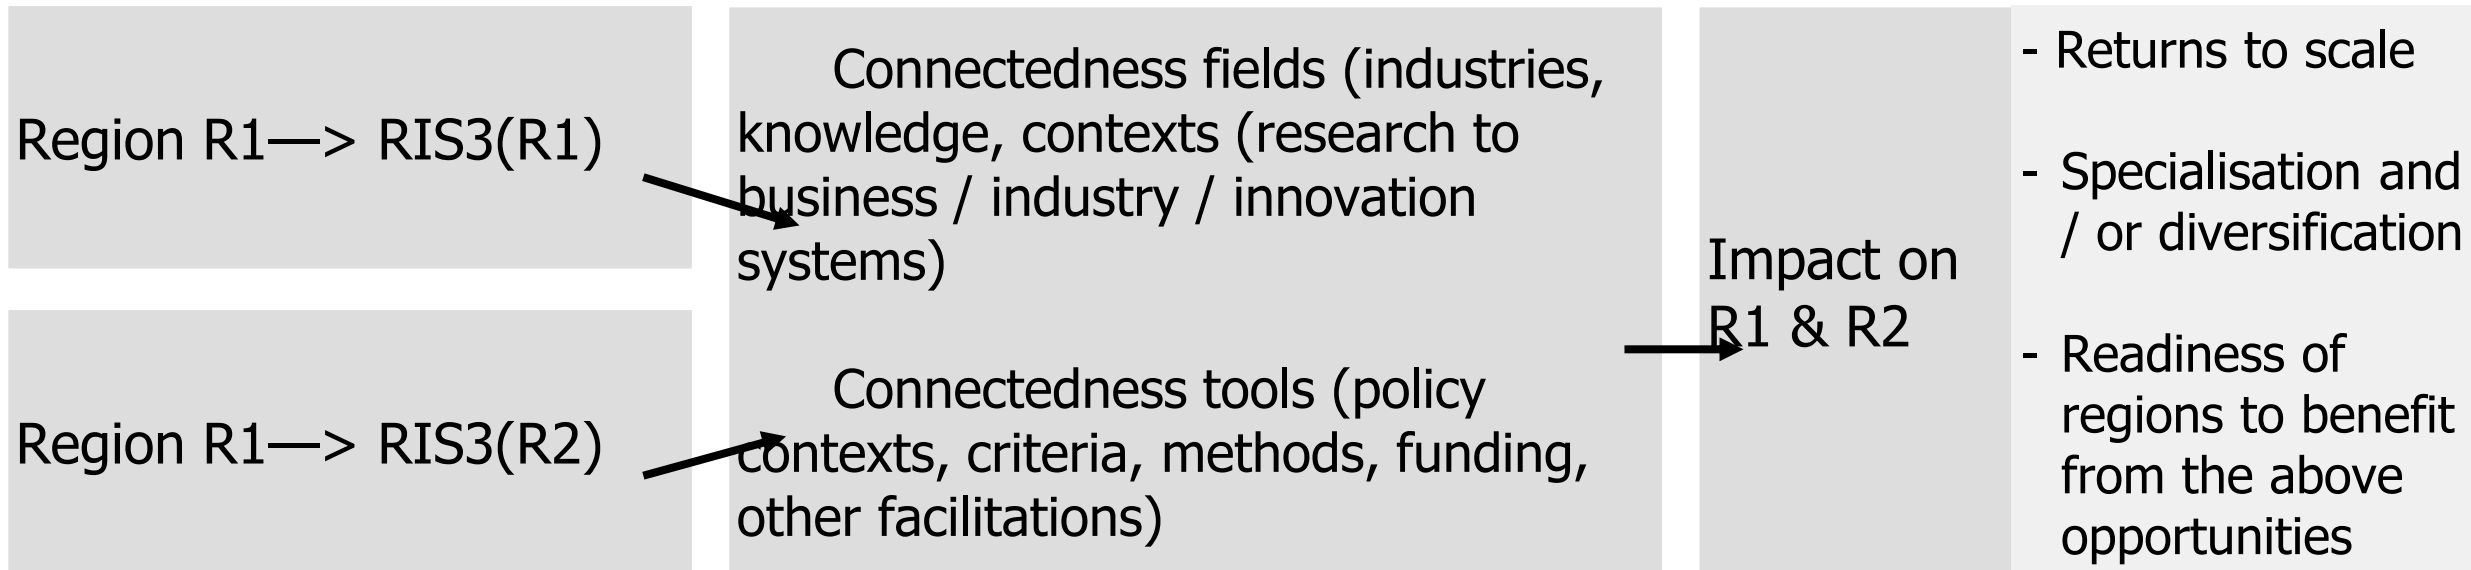 Region R1—> RIS3(R1)
Region R1—> RIS3(R2)
Connectedness fields (industries,
knowledge, contexts (research to
business / industry / innovation
systems)
Connectedness tools (policy
contexts, criteria, methods, funding,
other facilitations)
Impact on
R1 & R2
- Returns to scale
- Specialisation and
/ or diversification
- Readiness of
regions to benefit
from the above
opportunities